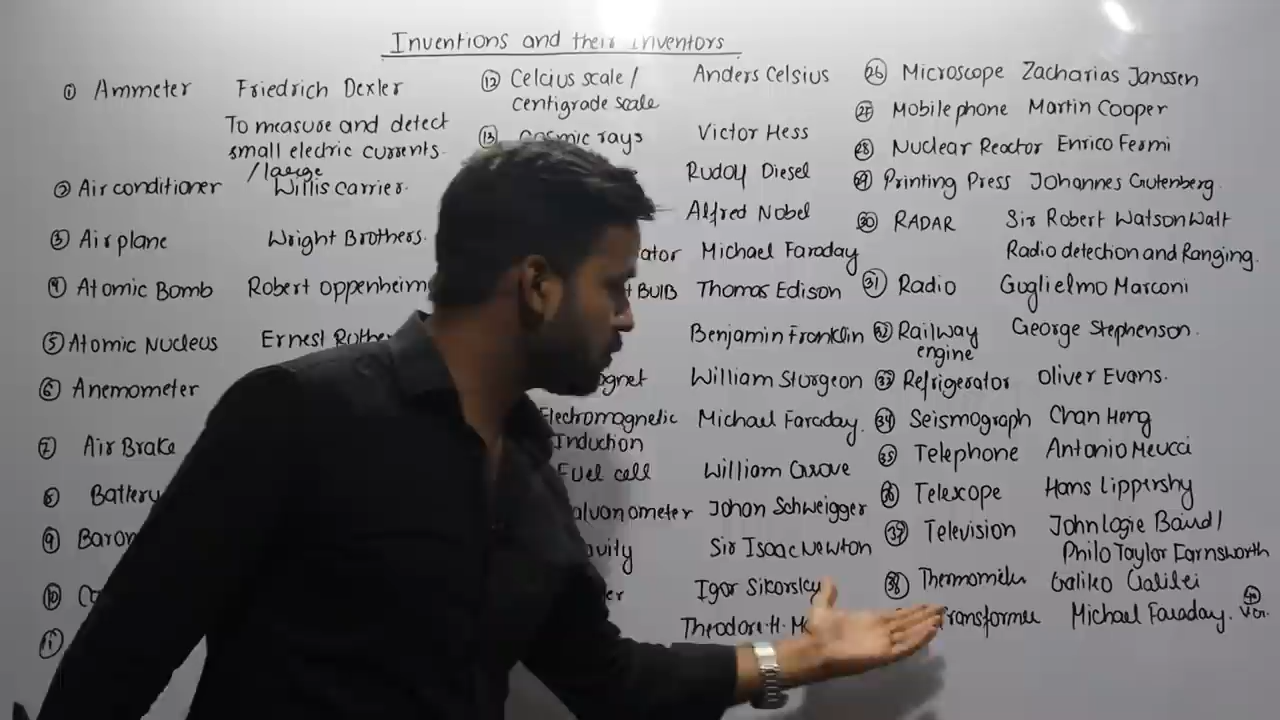 Inventions and their Inventors
① Ammeter Friedrich Dexler
To measure and detect
small electric currents.
/ large
② Air conditioner Willis Carrier.
③ Airplane Wright Brothers.
④ Atomic Bomb Robert Oppenheim
⑤ Atomic Nucleus Ernest Ruthe
⑥ Anemometer
⑦ Air Brake
⑧ Battery
⑨ Baro
⑩
⑪
⑫ Celcius scale / Anders Celsius
centigrade scale
⑬ Cosmic rays Victor Hess
Rudoly Diesel
Alfred Nobel
ator Michael Faraday
BUlB Thomas Edison
Benjamin Franklin
gnet William Sturgeon
Electromagnetic Michael Faraday.
Induction
Fuel cell William Grove
alvanometer Johan Schweigger
avity Sir Isaac Newton
er Igor Sikorsky
Theodore.H.M
㉖ Microscope Zacharias Janssen
㉗ Mobile phone Martin Cooper
㉘ Nuclear Reactor Enrico Fermi
㉙ Printing Press Johannes Gutenberg.
㉚ RADAR Sir Robert Watson Watt
Radio detection and Ranging.
㉛ Radio Guglielmo Marconi
㉜ Railway George Stephenson.
engine
㉝ Refrigerator Oliver Evans.
㉞ Seismograph Chan Heng
㉟ Telephone Antonio Meucci
㊱ Telexope Hans Lippershy
㊲ Television John Logie Baird /
Philo Taylor Farnsworth
㊳ Thermometer Galileo Galilei
ransformer Michael Faraday. ㊵